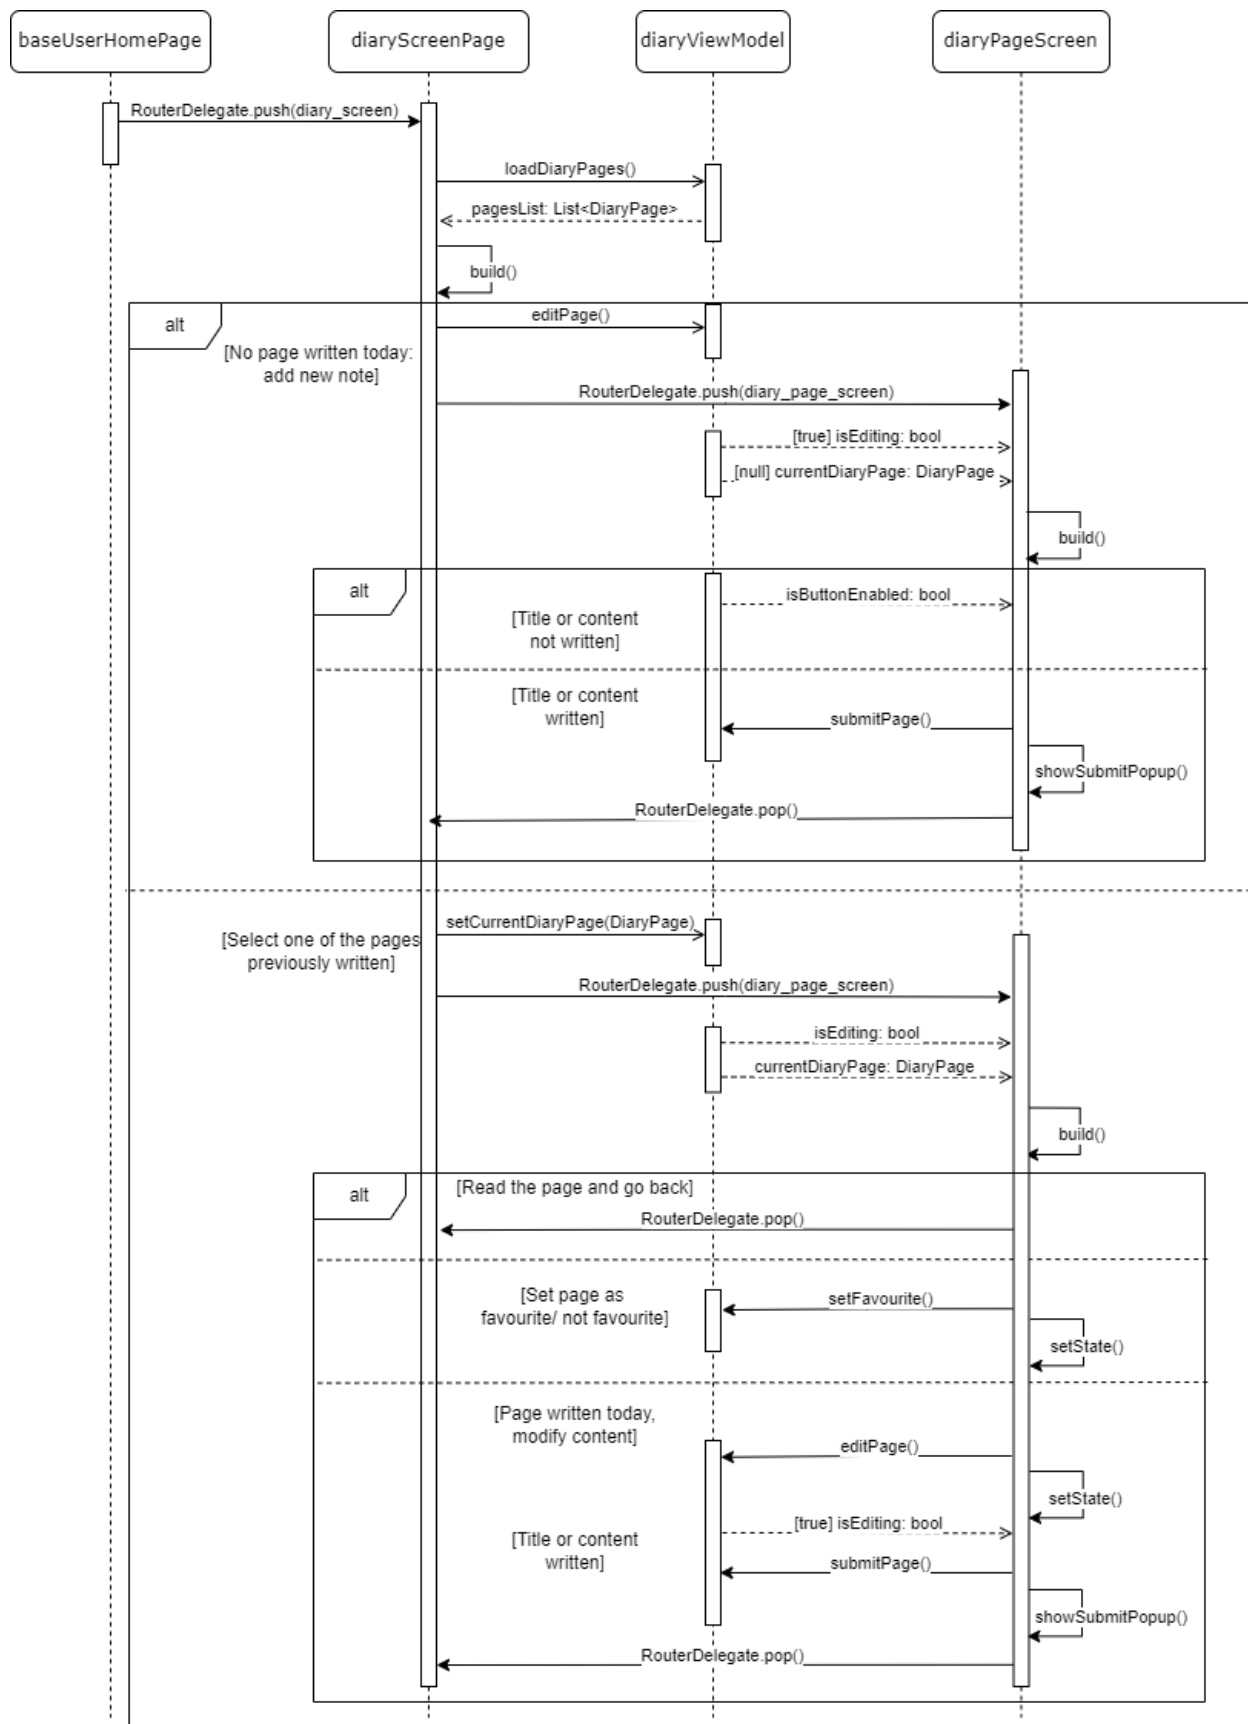 baseUserHomePage
diaryScreenPage
diaryViewModel
diaryPageScreen
RouterDelegate.push(diary_screen)
loadDiaryPages()
pagesList: List<DiaryPage>
build()
alt
editPage()
[No page written today:
add new note]
RouterDelegate.push(diary_page_screen)
[true] isEditing: bool
[null] currentDiaryPage: DiaryPage
build()
alt
isButtonEnabled: bool
[Title or content
not written]
[Title or content
written]
submitPage()
showSubmitPopup()
RouterDelegate.pop()
setCurrentDiaryPage(DiaryPage)
[Select one of the pages
previously written]
RouterDelegate.push(diary_page_screen)
isEditing: bool
currentDiaryPage: DiaryPage
build()
alt
[Read the page and go back]
RouterDelegate.pop()
[Set page as
favourite/ not favourite]
setFavourite()
setState()
[Page written today,
modify content]
editPage()
setState()
[true] isEditing: bool
[Title or content
written]
submitPage()
showSubmitPopup()
RouterDelegate.pop()